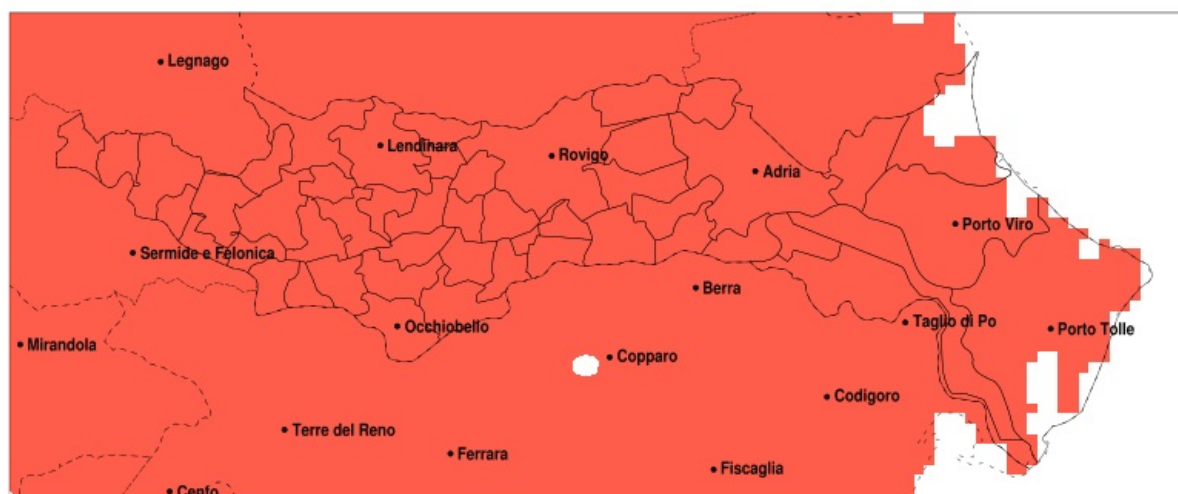 Legnago
Lendinara
Rovigo
Adria
Porto Viro
Sermide e Felonica
Berra
Taglio di Po
Occhiobello
Porto Tolle
Mirandola
Copparo
Codigoro
Terre del Reno
Ferrara
Fiscaglia
Cento